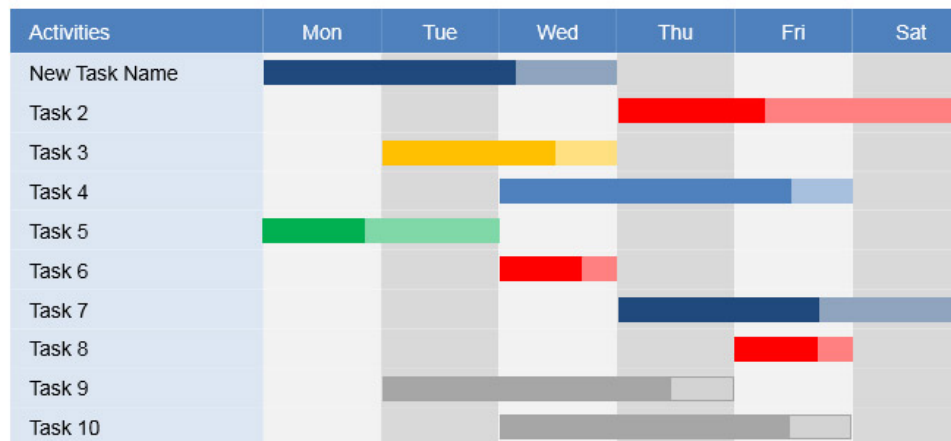 Activities Mon Tue Wed Thu Fri Sat
New Task Name
Task 2
Task 3
Task 4
Task 5
Task 6
Task 7
Task 8
Task 9
Task 10